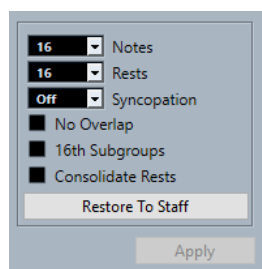 16 Notes
16 Rests
Off Syncopation
No Overlap
16th Subgroups
Consolidate Rests
Restore To Staff
Apply